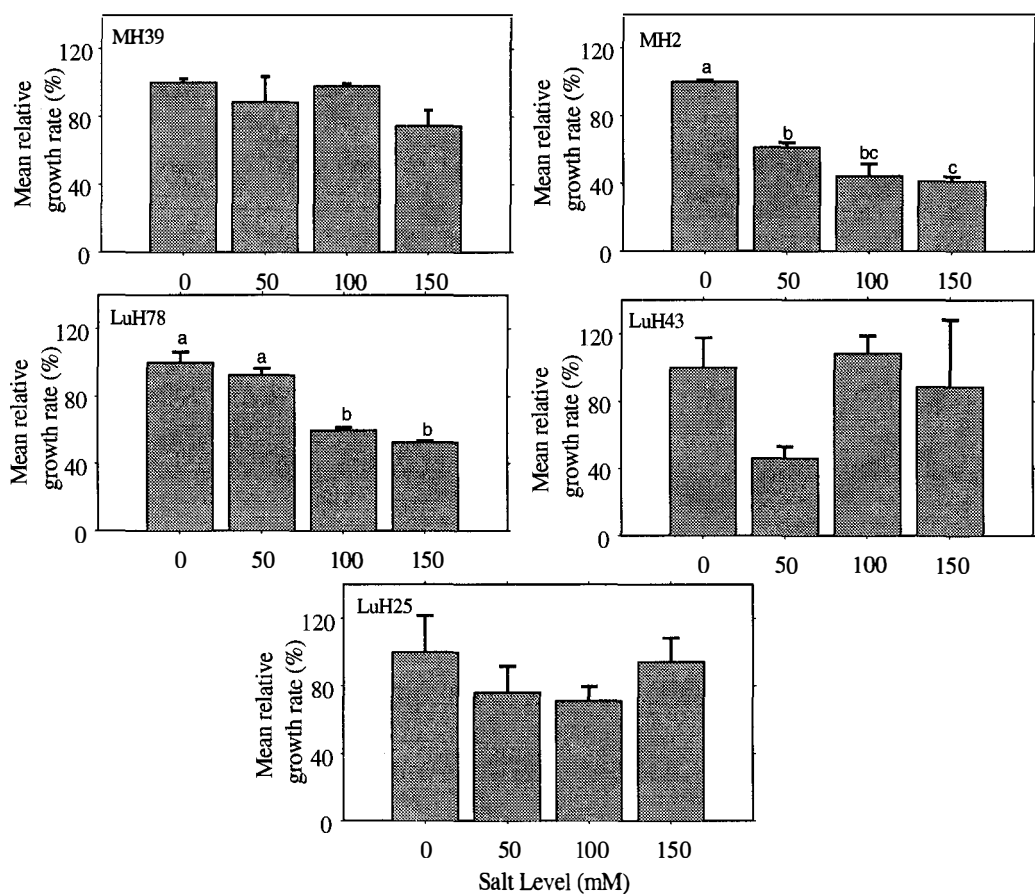 MH39
Mean relative
growth rate (%)
120
80
40
0
0 50 100 150
MH2
Mean relative
growth rate (%)
120
80
40
0
a
b
bc
c
0 50 100 150
LuH78
Mean relative
growth rate (%)
120
80
40
0
a
a
b
b
0 50 100 150
LuH43
Mean relative
growth rate (%)
120
80
40
0
0 50 100 150
LuH25
Mean relative
growth rate (%)
120
80
40
0
0 50 100 150
Salt Level (mM)